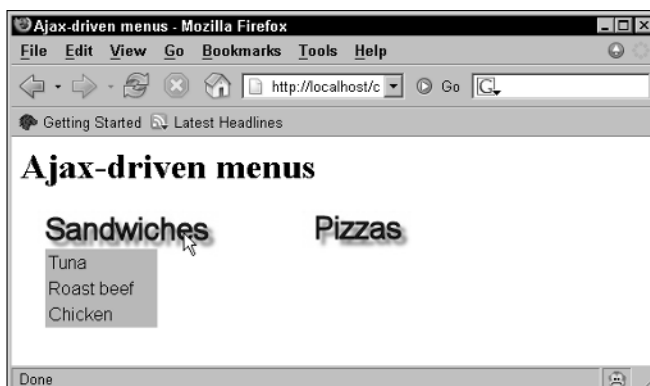 Ajax-driven menus - Mozilla Firefox
File Edit View Go Bookmarks Tools Help
http://localhost/c Go G
Getting Started Latest Headlines
Ajax-driven menus
Sandwiches Pizzas
Tuna
Roast beef
Chicken
Done